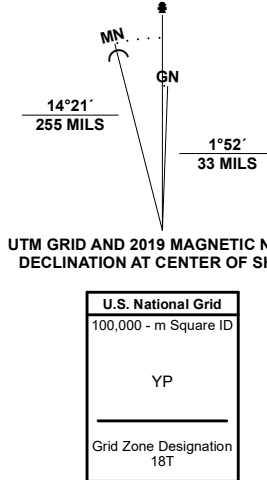 MN
GN
14°21´
255 MILS
1°52´
33 MILS
UTM GRID AND 2019 MAGNETIC
DECLINATION AT CENTER OF
U.S. National Grid
100,000 - m Square ID
YP
Grid Zone Designation
18T